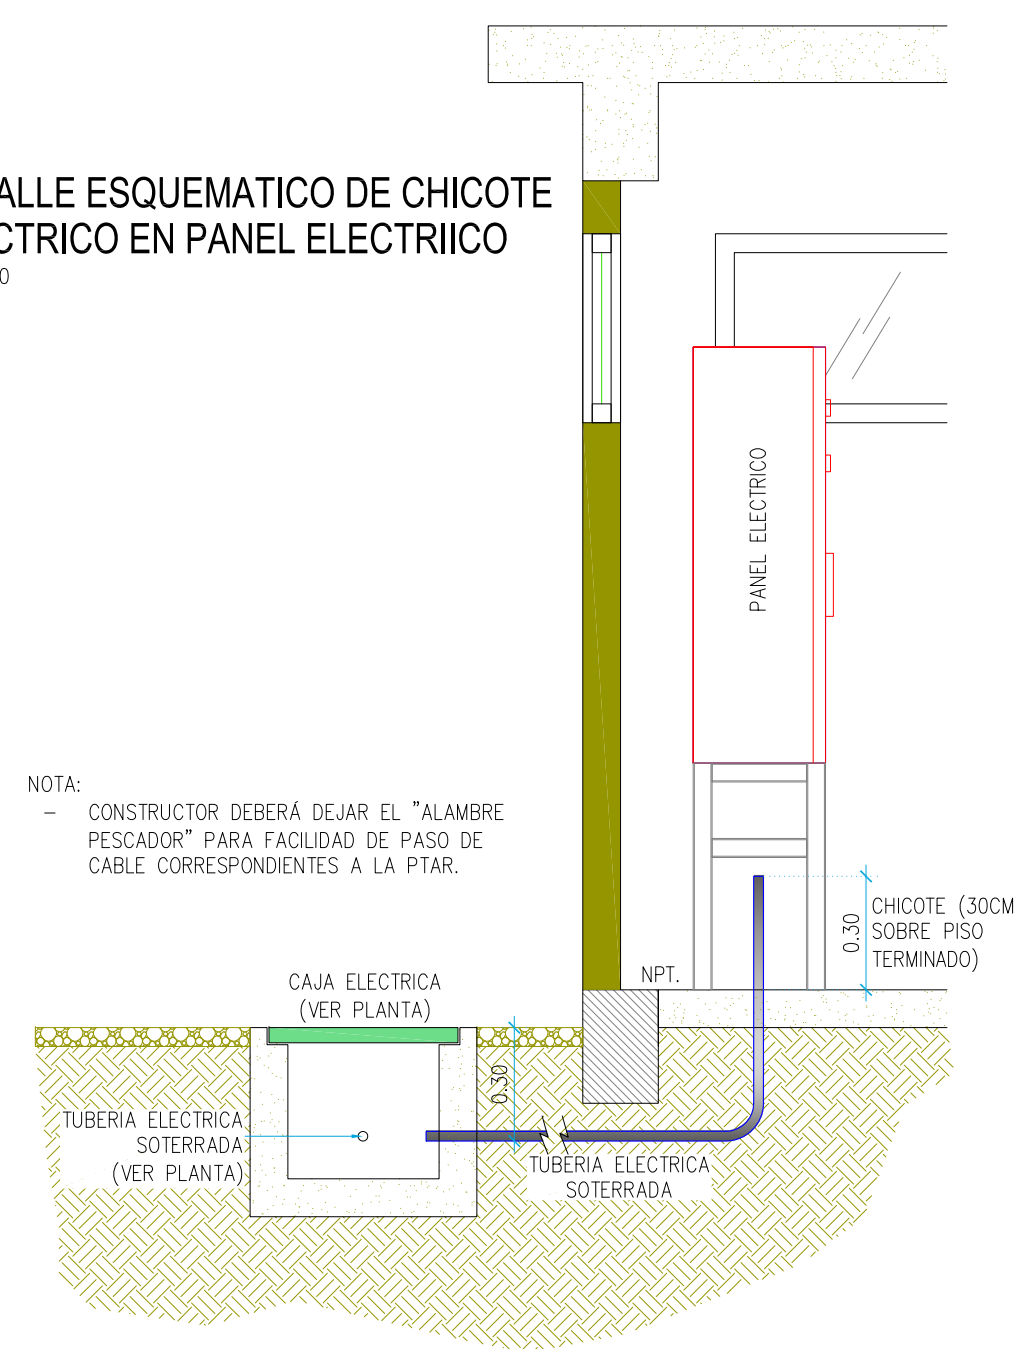 ALLE ESQUEMATICO DE CHICOTE
CTRICO EN PANEL ELECTRIICO
0
PANEL ELECTRICO
NOTA:
- CONSTRUCTOR DEBERÁ DEJAR EL "ALAMBRE
PESCADOR" PARA FACILIDAD DE PASO DE
CABLE CORRESPONDIENTES A LA PTAR.
0.30
CHICOTE (30CM
SOBRE PISO
TERMINADO)
NPT.
CAJA ELECTRICA
(VER PLANTA)
0.30
TUBERIA ELECTRICA
SOTERRADA
(VER PLANTA)
TUBERIA ELECTRICA
SOTERRADA